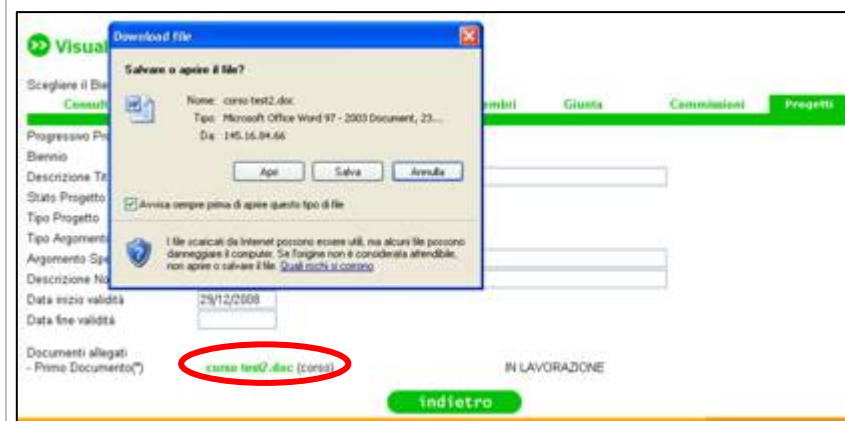 Download file
Visual
Salvare o aprire il file?
Scegliere il Bie
Nome: corso test2.doc
Tipo: Microsoft Office Word 97 - 2003 Document, 23....
Da: 145.16.84.66
Consult
embri Giunta Commissioni Progetti
Progressivo Pro
Biennio
Descrizione Tit
Apri Salva Annulla
Stato Progetto
Avvisa sempre prima di aprire questo tipo di file
Tipo Progetto
Tipo Argomento
I file scaricati da Internet possono essere utili, ma alcuni file possono
danneggiare il computer. Se l'origine non è considerata attendibile,
non aprire o salvare il file. Quali rischi si corrono
Argomento Spe
Descrizione No
Data inizio validità 29/12/2008
Data fine validità
Documenti allegati
- Primo Documento(*) corso test2.doc (corso) IN LAVORAZIONE
indietro